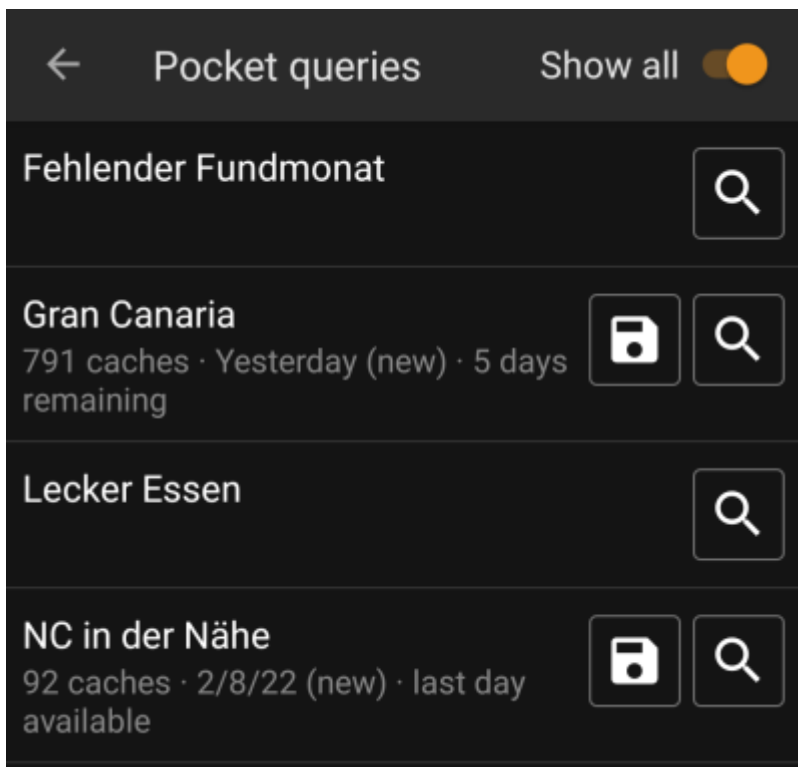 Pocket queries Show all
Fehlender Fundmonat
Gran Canaria
791 caches · Yesterday (new) · 5 days
remaining
Lecker Essen
NC in der Nähe
92 caches · 2/8/22 (new) · last day
available